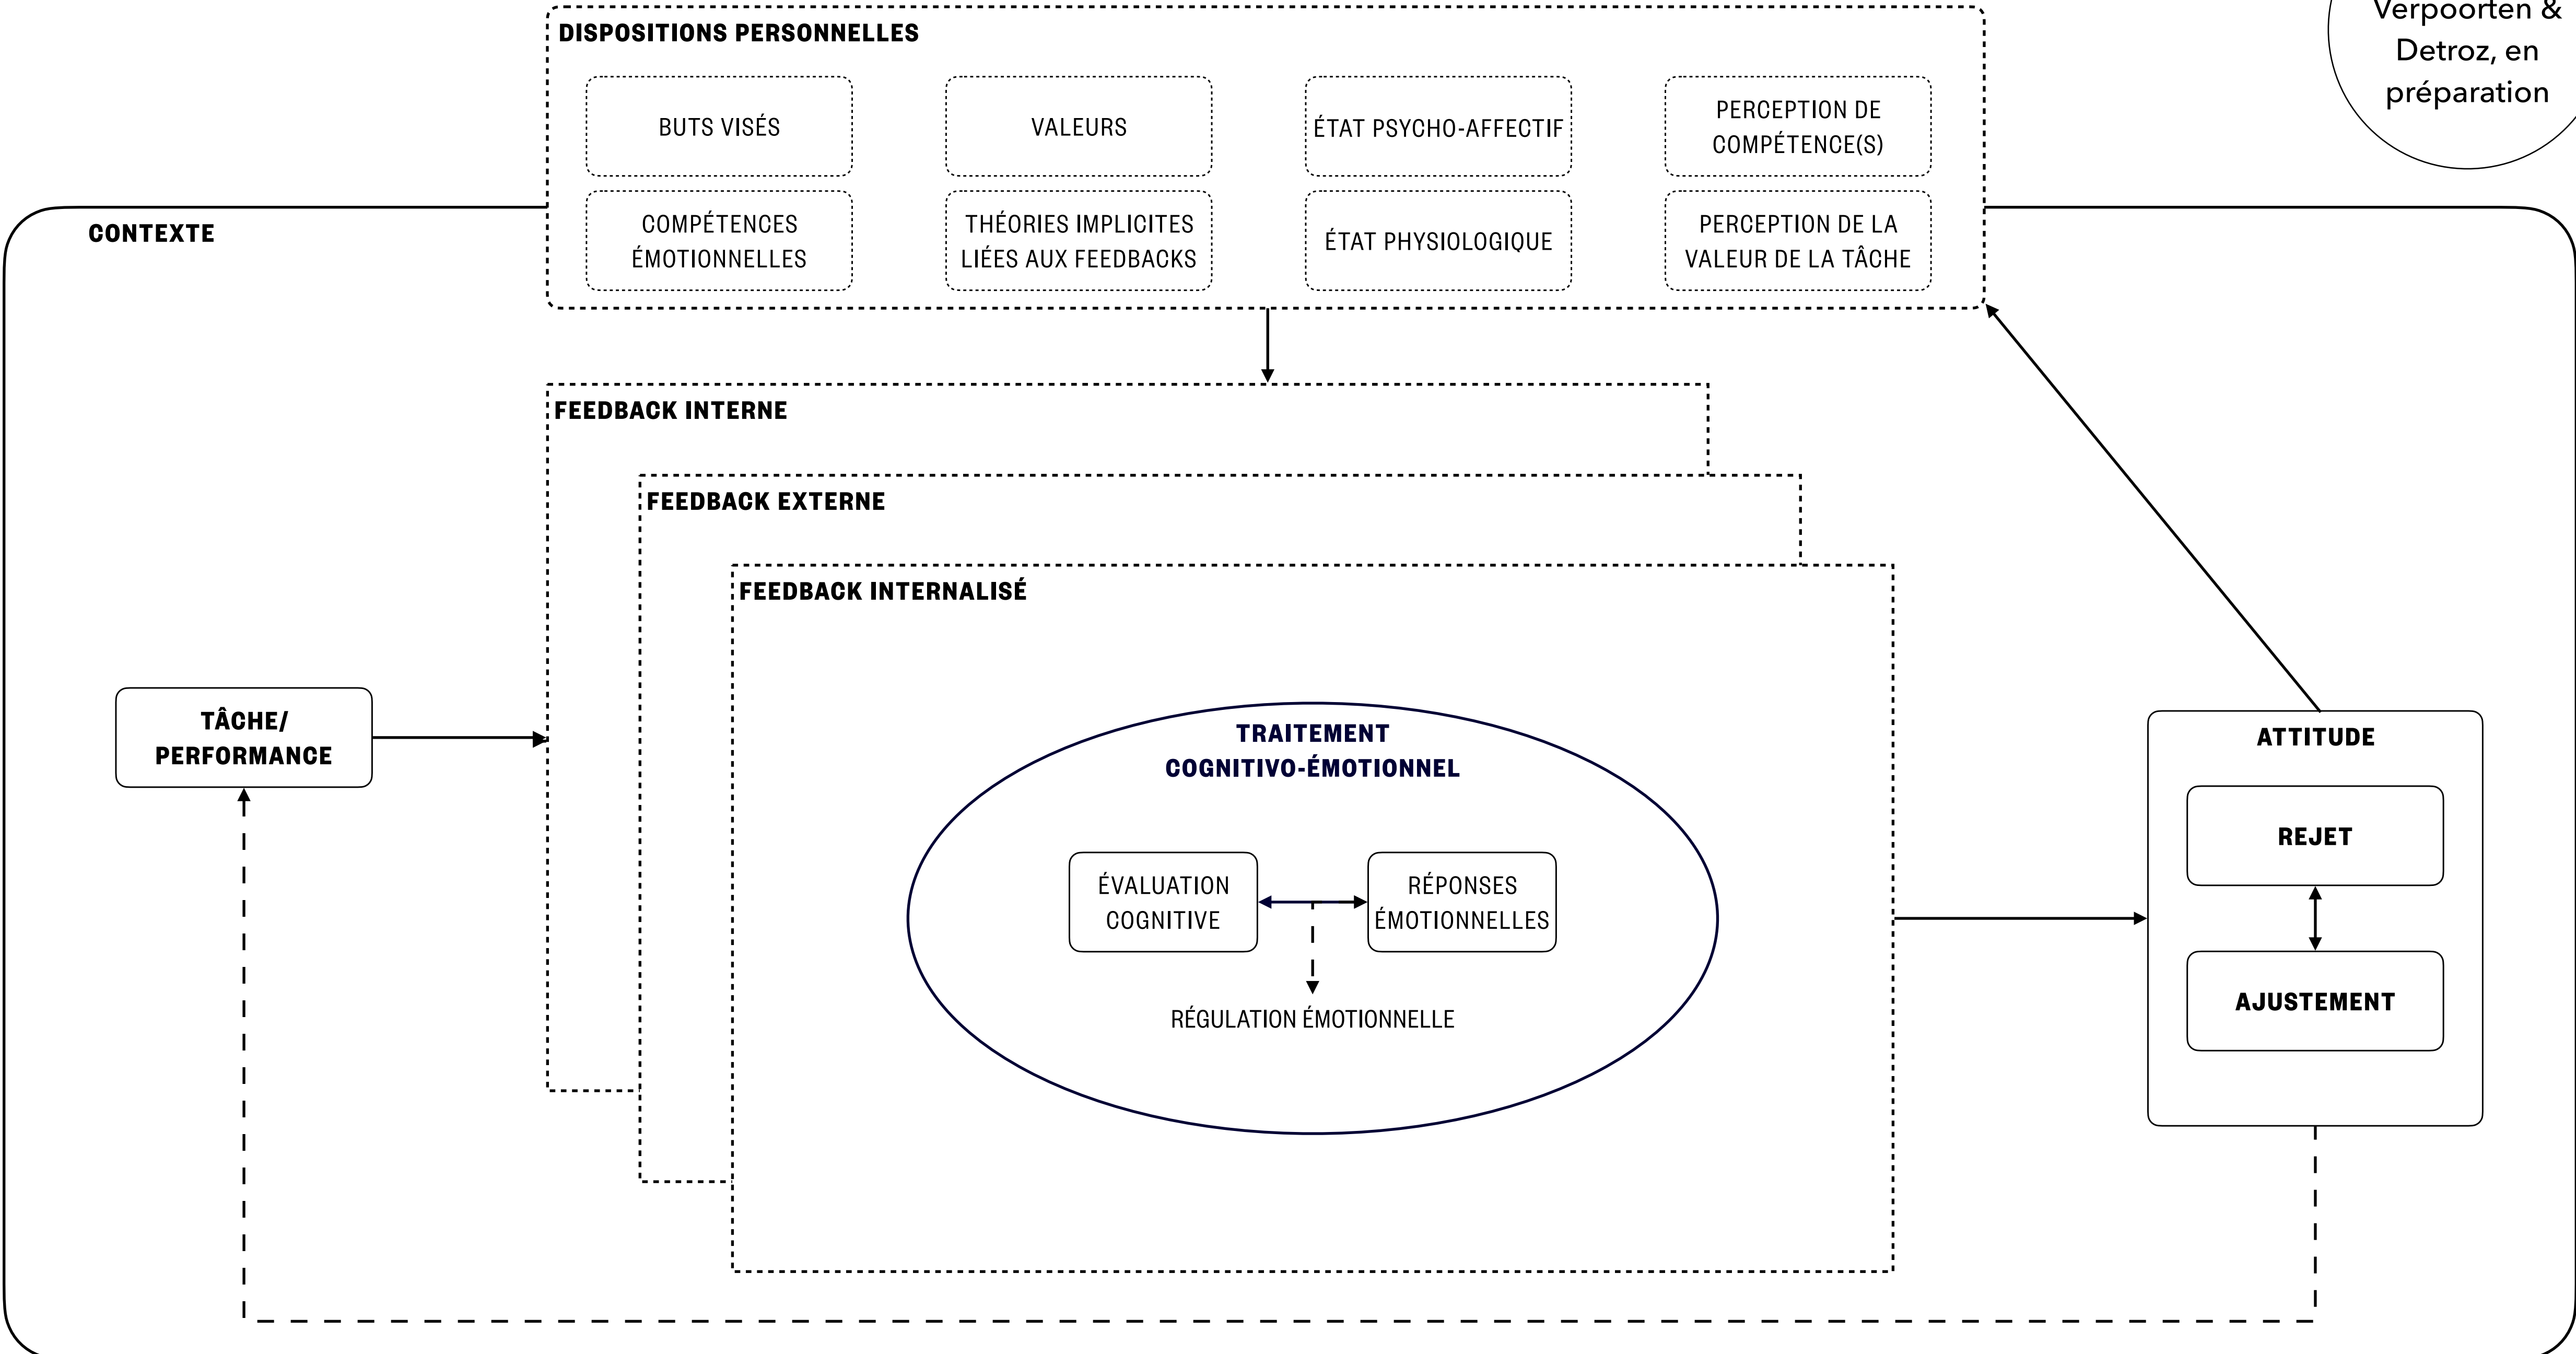 Verpoorten &
Detroz, en
préparation
DISPOSITIONS PERSONNELLES
BUTS VISÉS
VALEURS
ÉTAT PSYCHO-AFFECTIF
PERCEPTION DE
COMPÉTENCE(S)
COMPÉTENCES
ÉMOTIONNELLES
THÉORIES IMPLICITES
LIÉES AUX FEEDBACKS
ÉTAT PHYSIOLOGIQUE
PERCEPTION DE LA
VALEUR DE LA TÂCHE
CONTEXTE
FEEDBACK INTERNE
FEEDBACK EXTERNE
FEEDBACK INTERNALISÉ
TÂCHE/
PERFORMANCE
TRAITEMENT
COGNITIVO-ÉMOTIONNEL
ÉVALUATION
COGNITIVE
RÉPONSES
ÉMOTIONNELLES
RÉGULATION ÉMOTIONNELLE
ATTITUDE
REJET
AJUSTEMENT